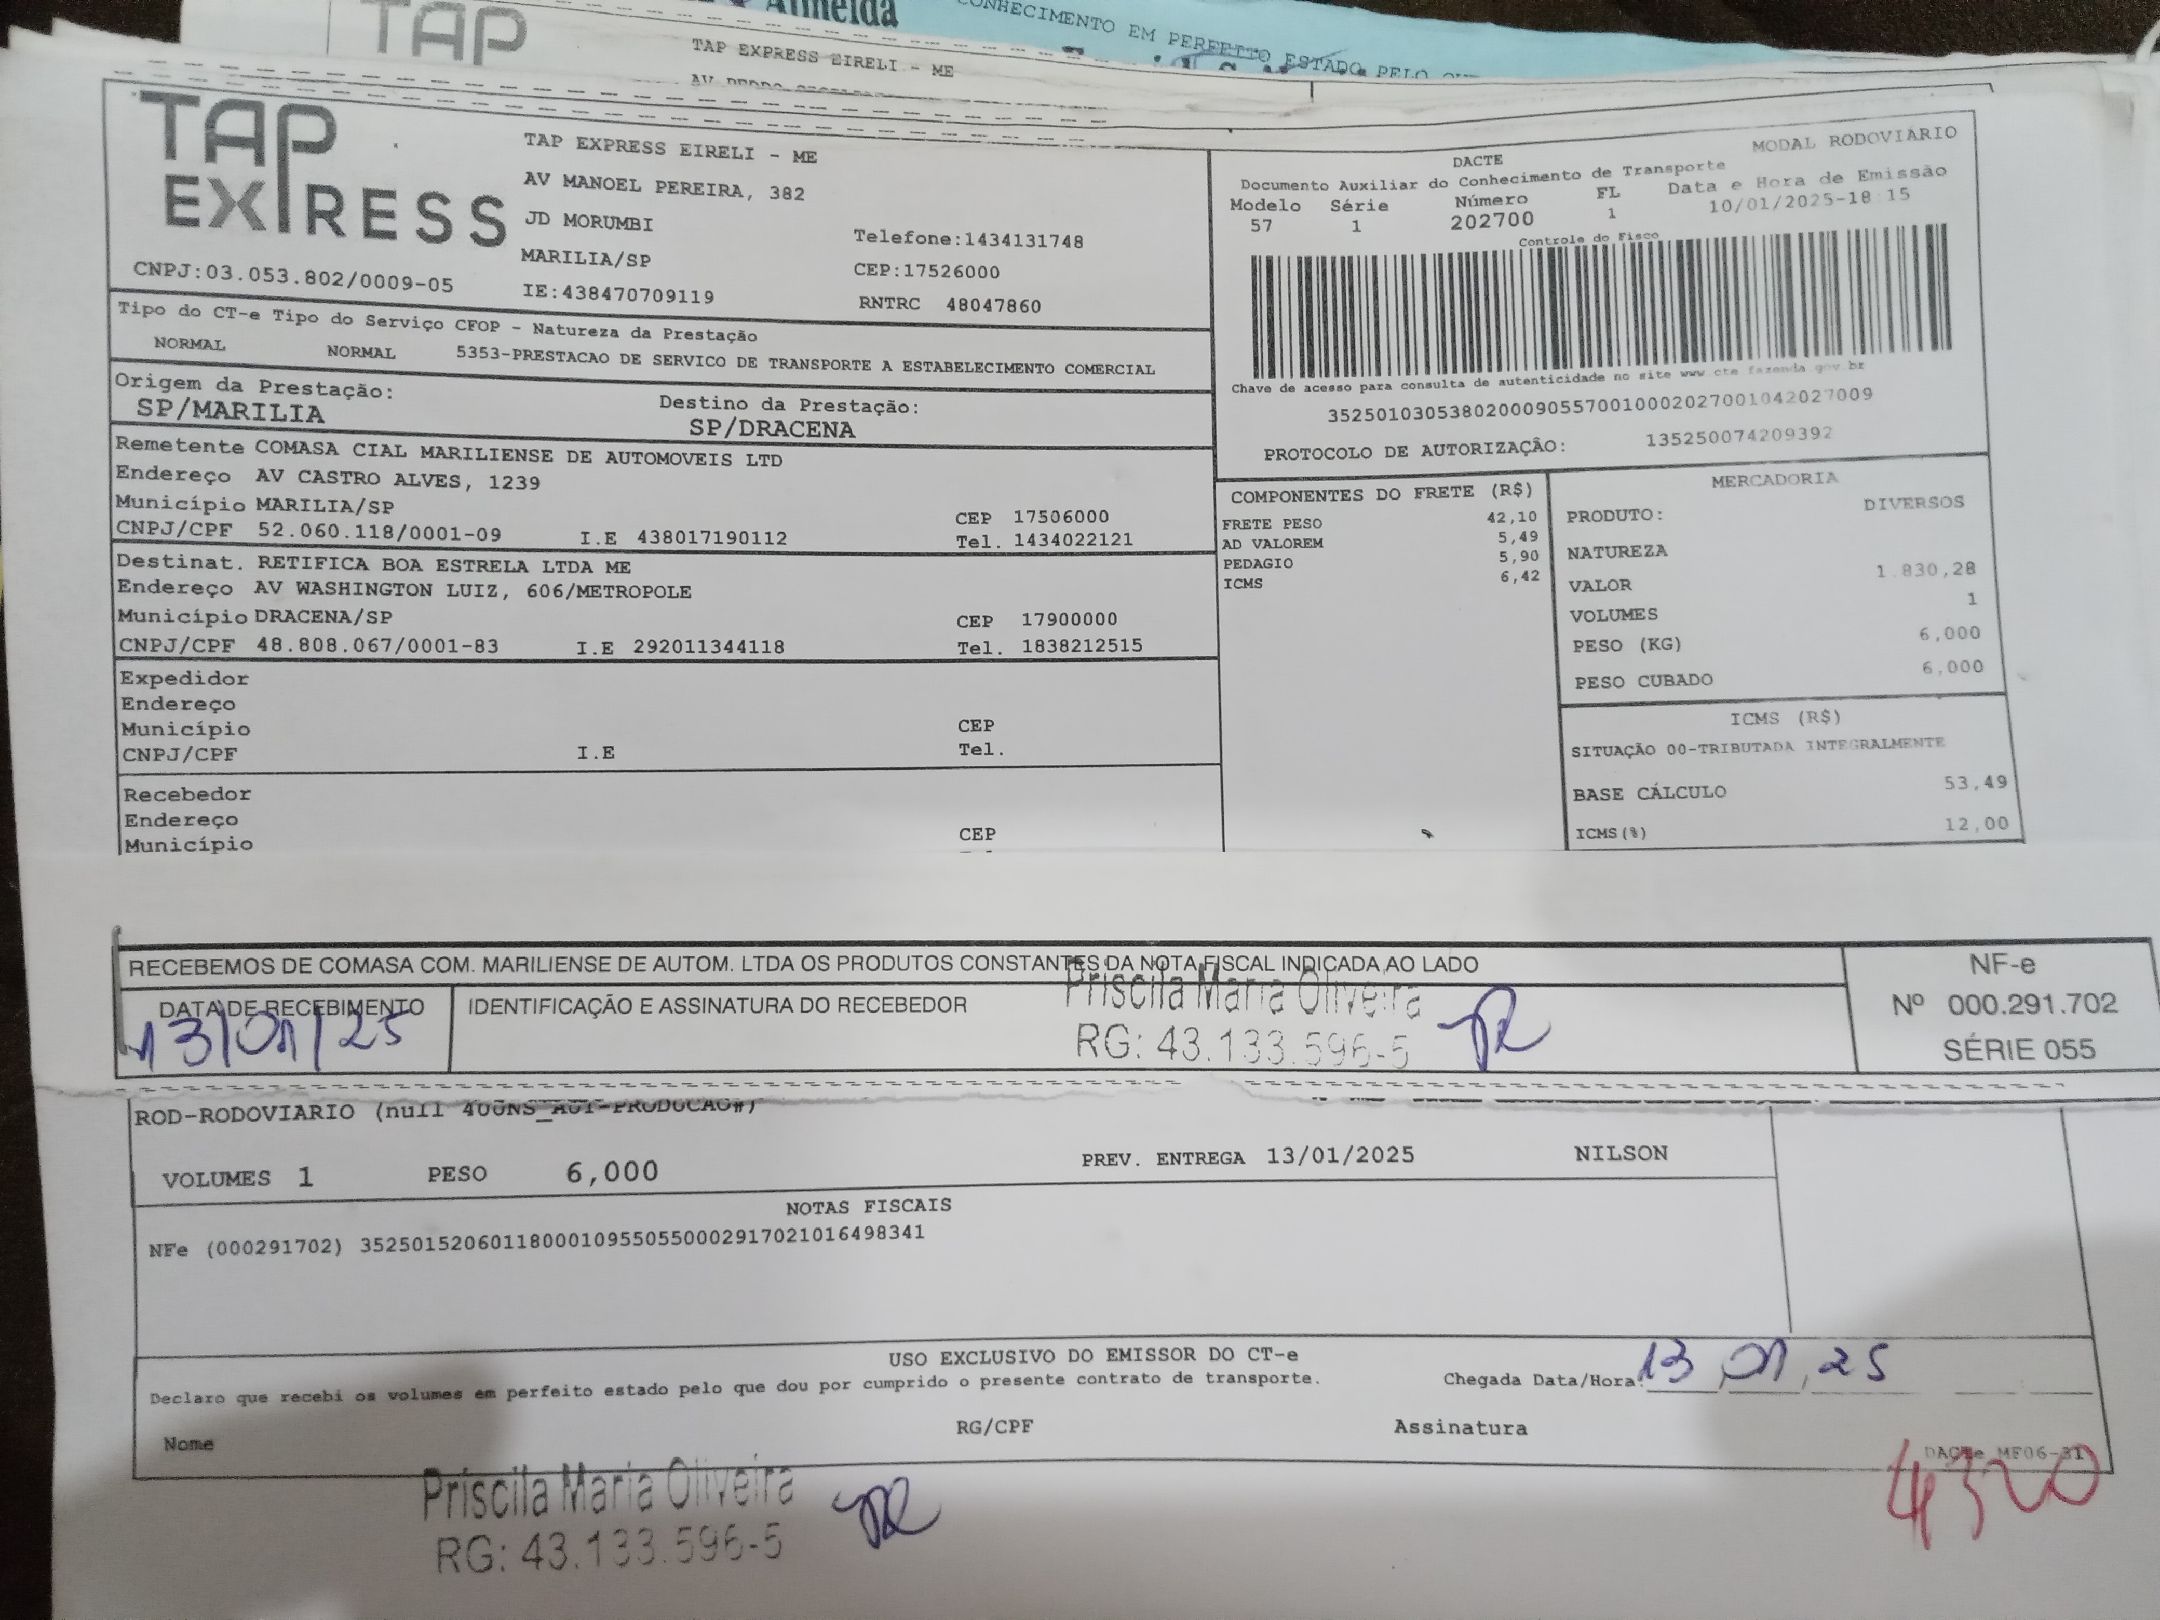 Almeida
CONHECIMENTO EM PERFEITO ESTADO PELO
TAP
TAP EXPRESS EIRELI - ME
TAP EXPRESS
CNPJ:03.053.802/0009-05
TAP EXPRESS EIRELI - ME
AV MANOEL PEREIRA, 382
JD MORUMBI
MARILIA/SP
IE:438470709119
Telefone:1434131748
CEP:17526000
RNTRC 48047860
DACTE
MODAL RODOVIÁRIO
Documento Auxiliar do Conhecimento de Transporte
Modelo Série Número FL Data e Hora de Emissão
57 1 202700 1 10/01/2025-18:15
Controle do Fisco
Chave de acesso para consulta de autenticidade no site www.cte.fazenda.gov.br
35250103053802000905570010002027001042027009
PROTOCOLO DE AUTORIZAÇÃO: 135250074209392
Tipo do CT-e Tipo do Serviço CFOP - Natureza da Prestação
NORMAL NORMAL 5353-PRESTACAO DE SERVICO DE TRANSPORTE A ESTABELECIMENTO COMERCIAL
Origem da Prestação: Destino da Prestação:
SP/MARILIA SP/DRACENA
Remetente COMASA CIAL MARILIENSE DE AUTOMOVEIS LTD
Endereço AV CASTRO ALVES, 1239
Município MARILIA/SP CEP 17506000
CNPJ/CPF 52.060.118/0001-09 I.E 438017190112 Tel. 1434022121
Destinat. RETIFICA BOA ESTRELA LTDA ME
Endereço AV WASHINGTON LUIZ, 606/METROPOLE
Município DRACENA/SP CEP 17900000
CNPJ/CPF 48.808.067/0001-83 I.E 292011344118 Tel. 1838212515
Expedidor
Endereço
Município CEP
CNPJ/CPF I.E Tel.
Recebedor
Endereço
Município CEP
COMPONENTES DO FRETE (R$)
FRETE PESO 42,10
AD VALOREM 5,49
PEDAGIO 5,90
ICMS 6,42
MERCADORIA
PRODUTO: DIVERSOS
NATUREZA
VALOR 1.830,28
VOLUMES 1
PESO (KG) 6,000
PESO CUBADO 6,000
ICMS (R$)
SITUAÇÃO 00-TRIBUTADA INTEGRALMENTE
BASE CÁLCULO 53,49
ICMS(%) 12,00
RECEBEMOS DE COMASA COM. MARILIENSE DE AUTOM. LTDA OS PRODUTOS CONSTANTES DA NOTA FISCAL INDICADA AO LADO
DATA DE RECEBIMENTO IDENTIFICAÇÃO E ASSINATURA DO RECEBEDOR
13/01/25
Priscila Maria Oliveira
RG: 43.133.596-5
NF-e
Nº 000.291.702
SÉRIE 055
ROD-RODOVIARIO (null 400NS_AUT-PRODUCAO#)
VOLUMES 1 PESO 6,000 PREV. ENTREGA 13/01/2025 NILSON
NOTAS FISCAIS
NFe (000291702) 35250152060118000109550550002917021016498341
USO EXCLUSIVO DO EMISSOR DO CT-e
Declaro que recebi os volumes em perfeito estado pelo que dou por cumprido o presente contrato de transporte. Chegada Data/Hora: 13,01,25
Nome RG/CPF Assinatura
DACTe MF06-31
Priscila Maria Oliveira
RG: 43.133.596-5